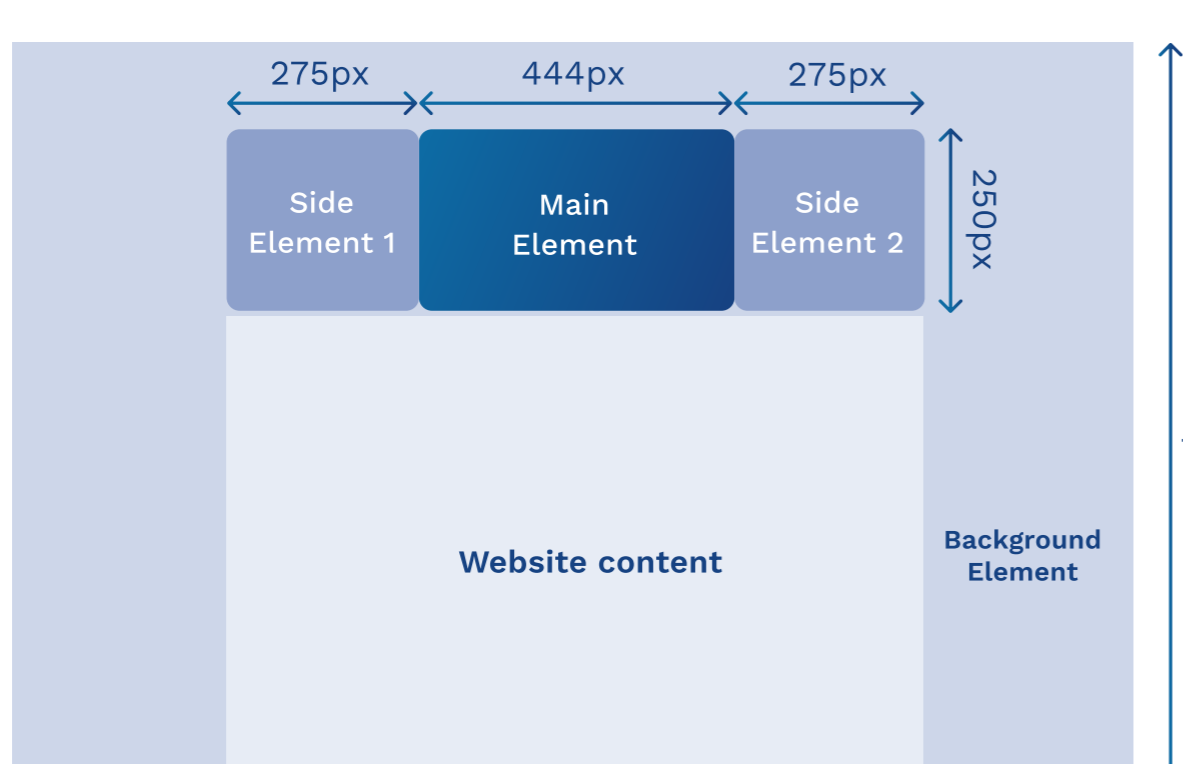 275px
444px
275px
Side
Element 1
Main
Element
Side
Element 2
250px
Website content
Background
Element